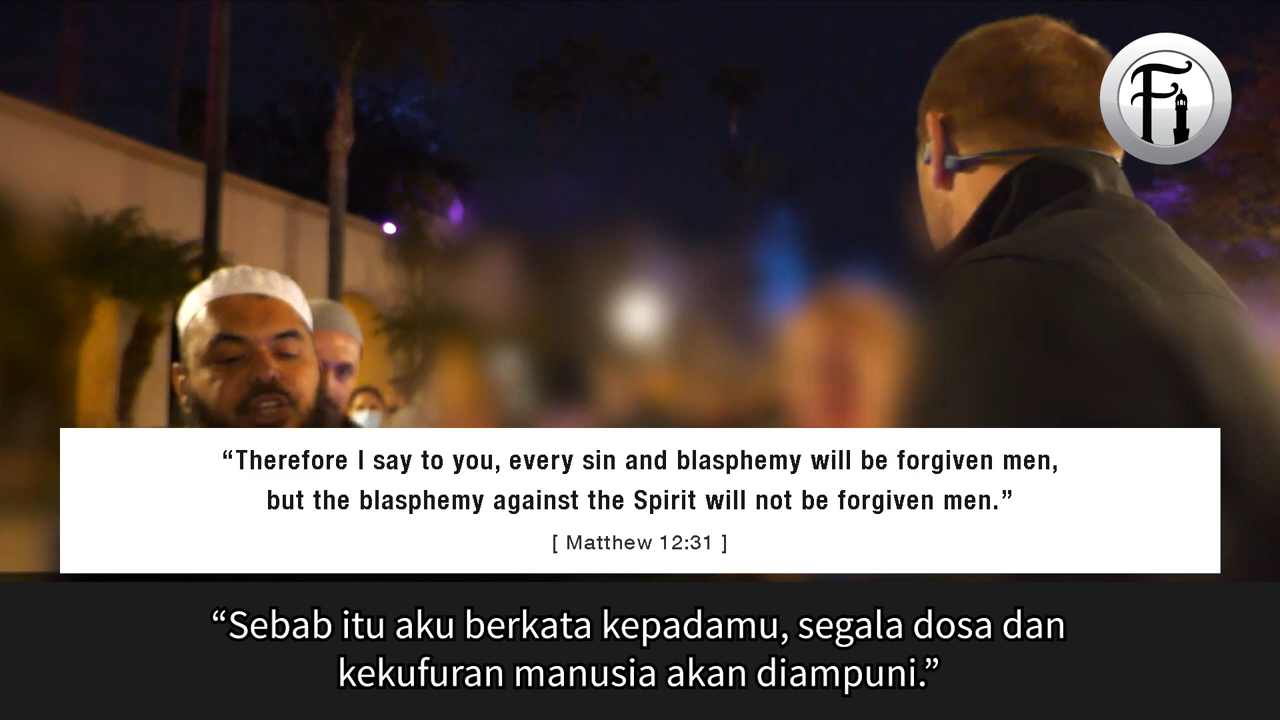 Fi
“Therefore I say to you, every sin and blasphemy will be forgiven men,
but the blasphemy against the Spirit will not be forgiven men.”
[ Matthew 12:31 ]
“Sebab itu aku berkata kepadamu, segala dosa dan
kekufuran manusia akan diampuni.”